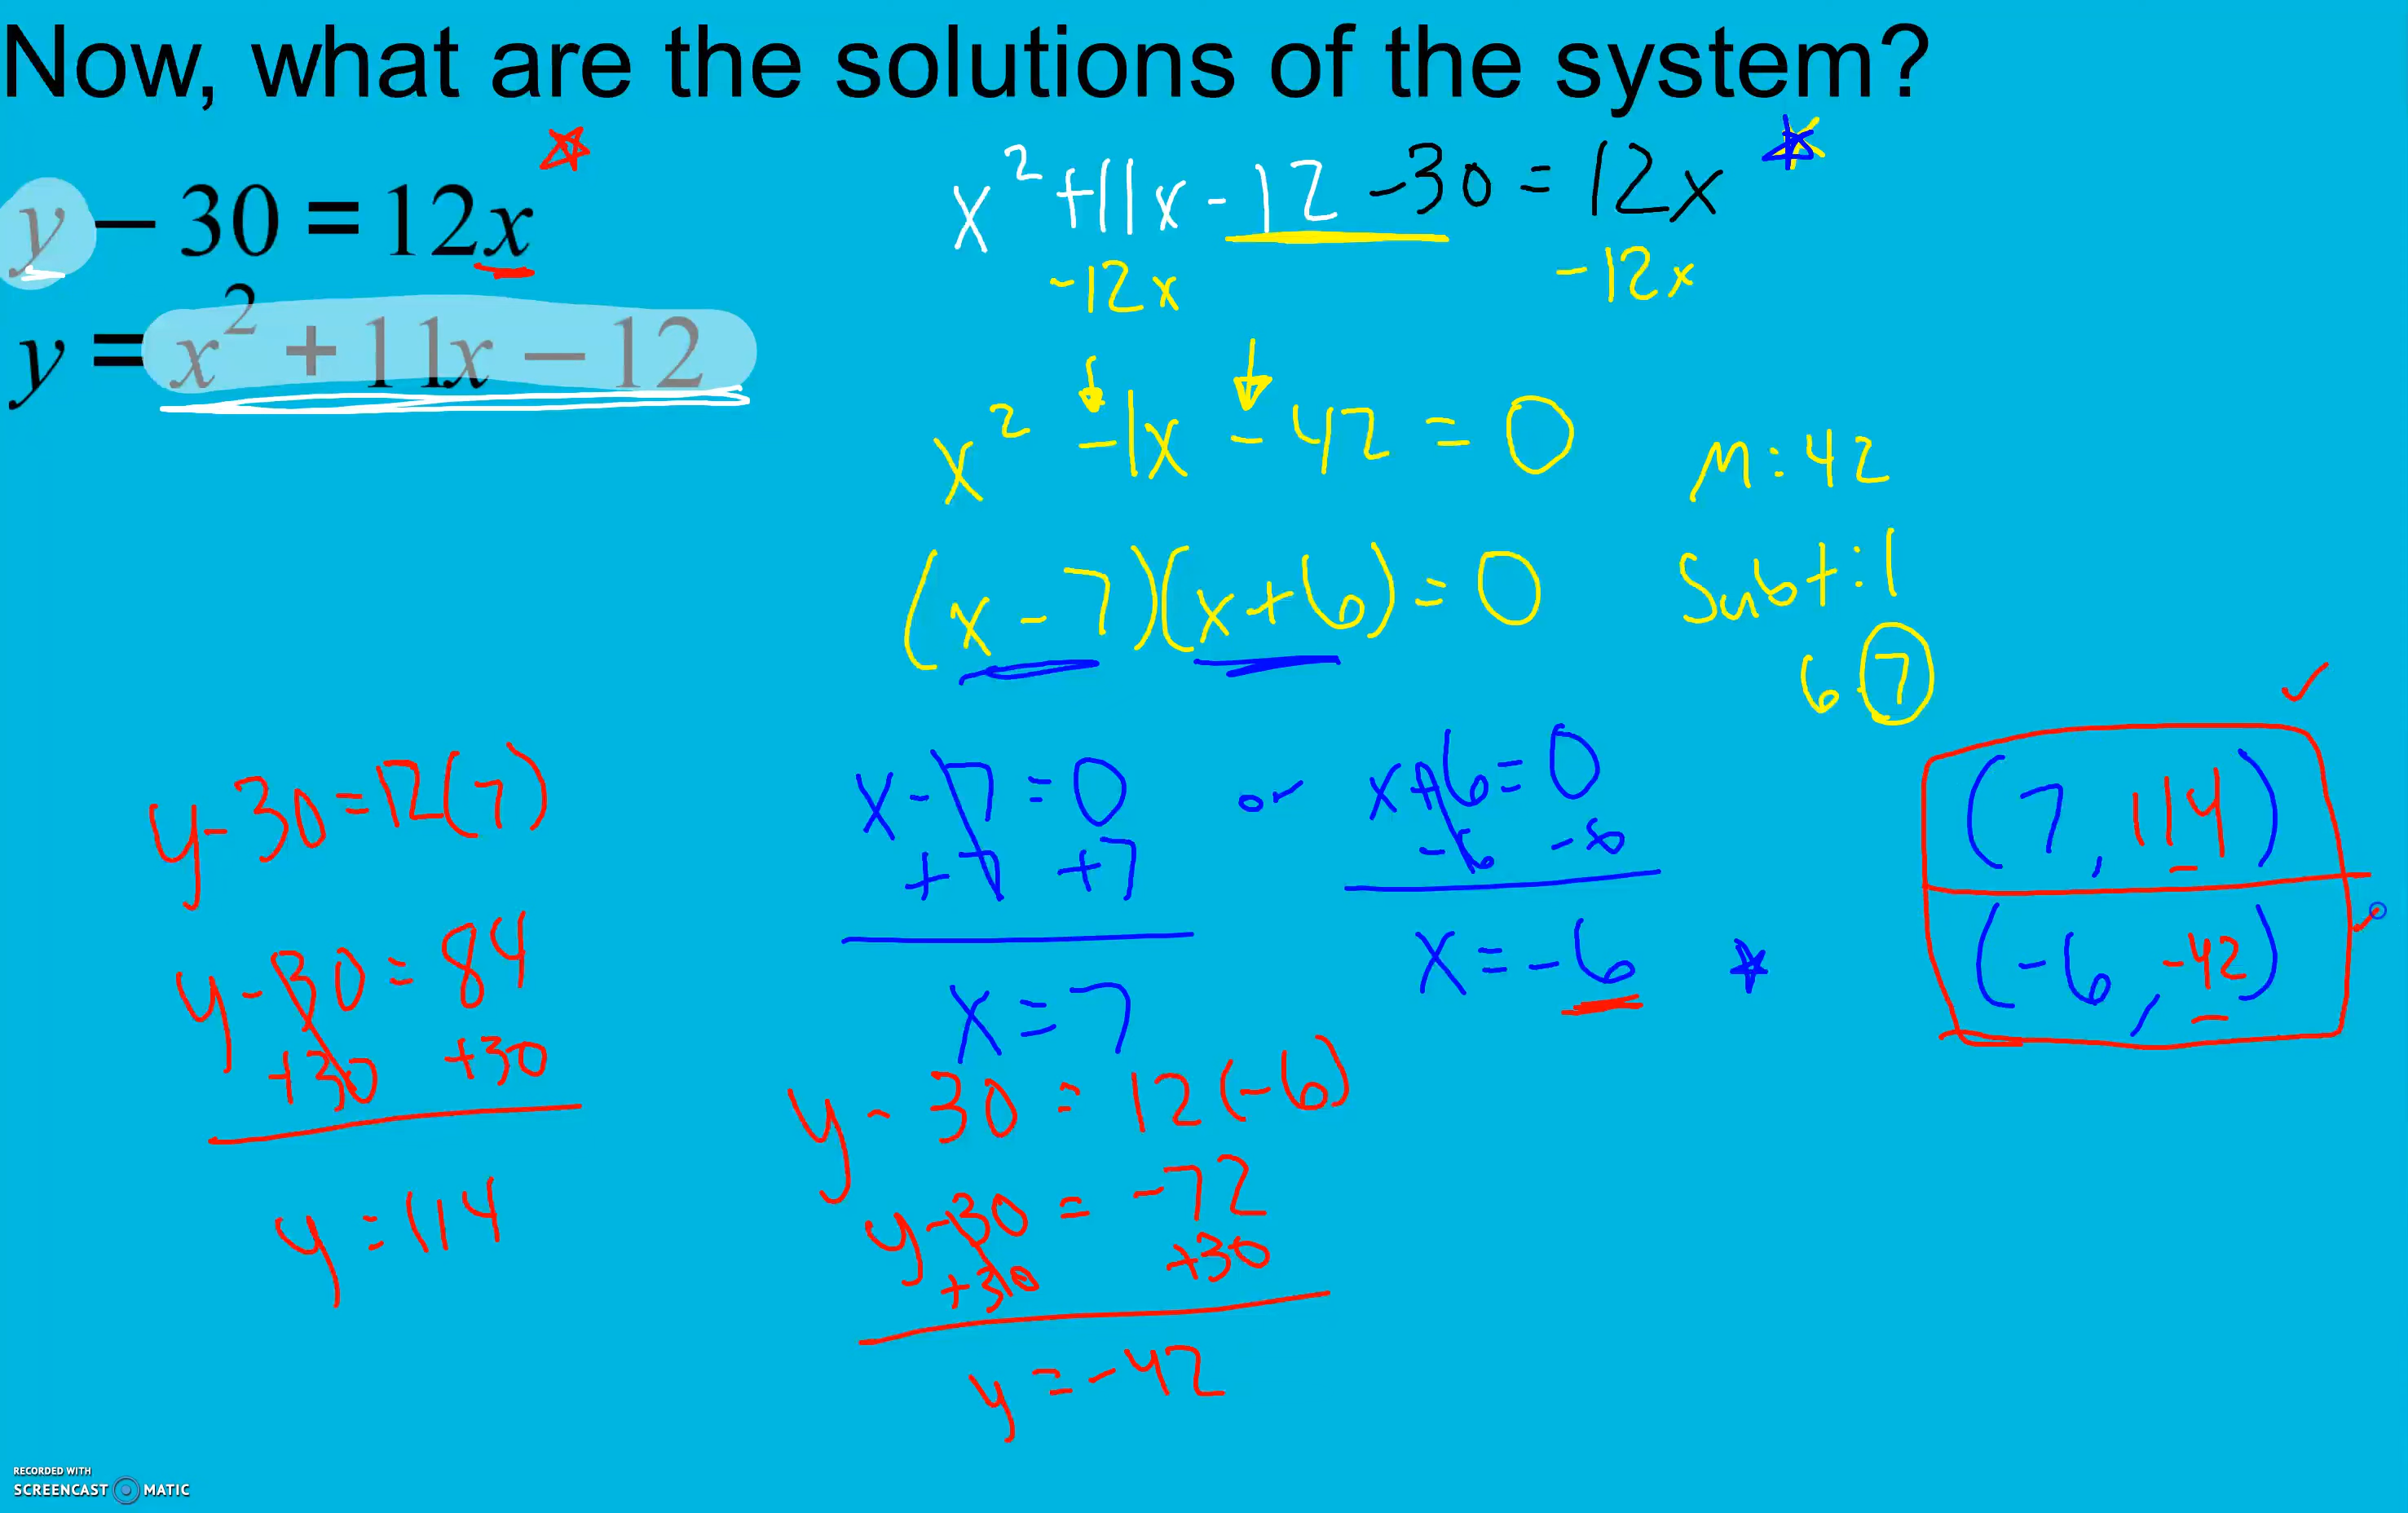 Now, what are the solutions of the system?
y − 30 = 12x
y = x² + 11x − 12
x² + 11x - 12 - 30 = 12x
-12x -12x
x² - 1x - 42 = 0
M: 42
(x - 7)(x + 6) = 0
Subt: 1
6 7
x - 7 = 0 or x + 6 = 0
+7 +7 -6 -6
x = 7
x = -6
y - 30 = 12(7)
y - 30 = 84
+30 +30
y = 114
y - 30 = 12(-6)
y - 30 = -72
+30 +30
y = -42
(7, 114)
(-6, -42)
RECORDED WITH
SCREENCAST MATIC